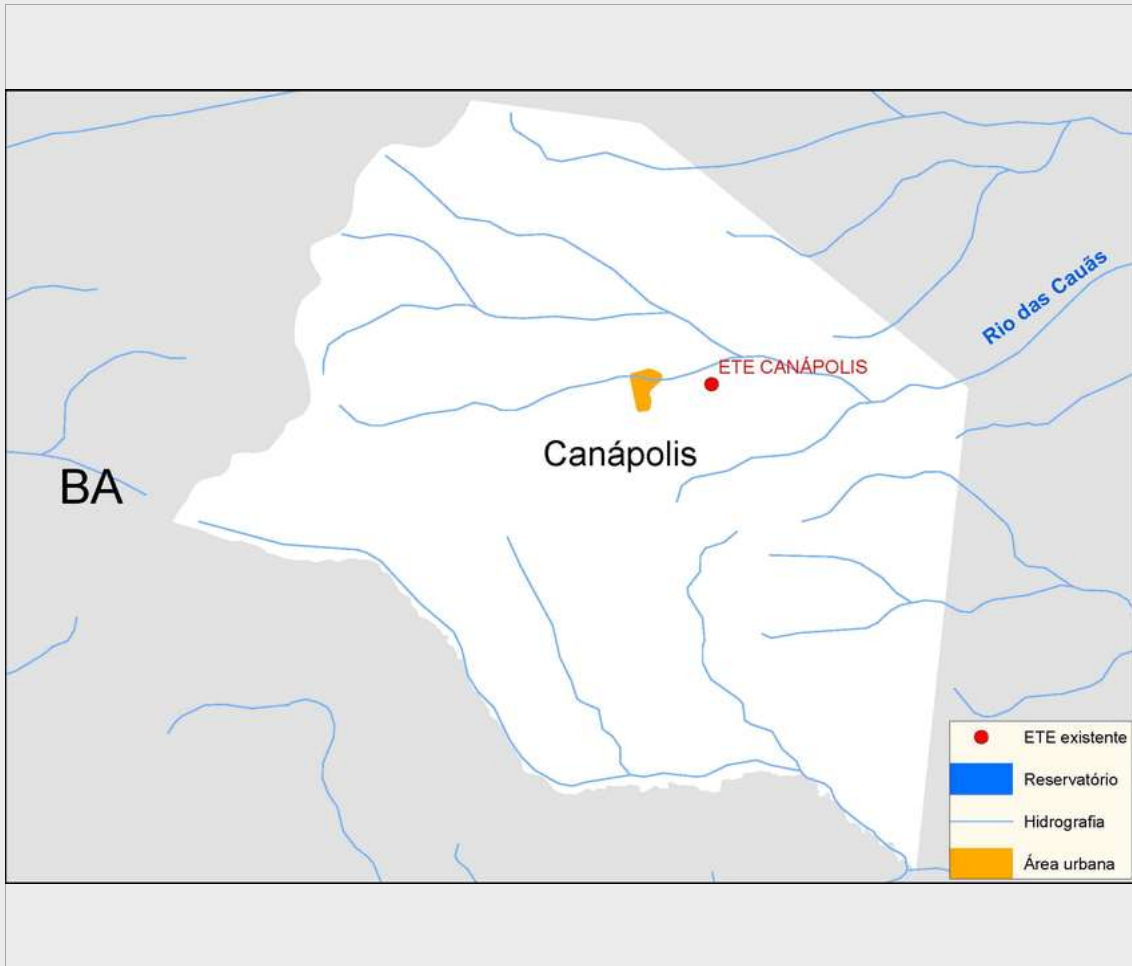 Rio das Cauãs
ETE CANÁPOLIS
Canápolis
BA
ETE existente
Reservatório
Hidrografia
Área urbana